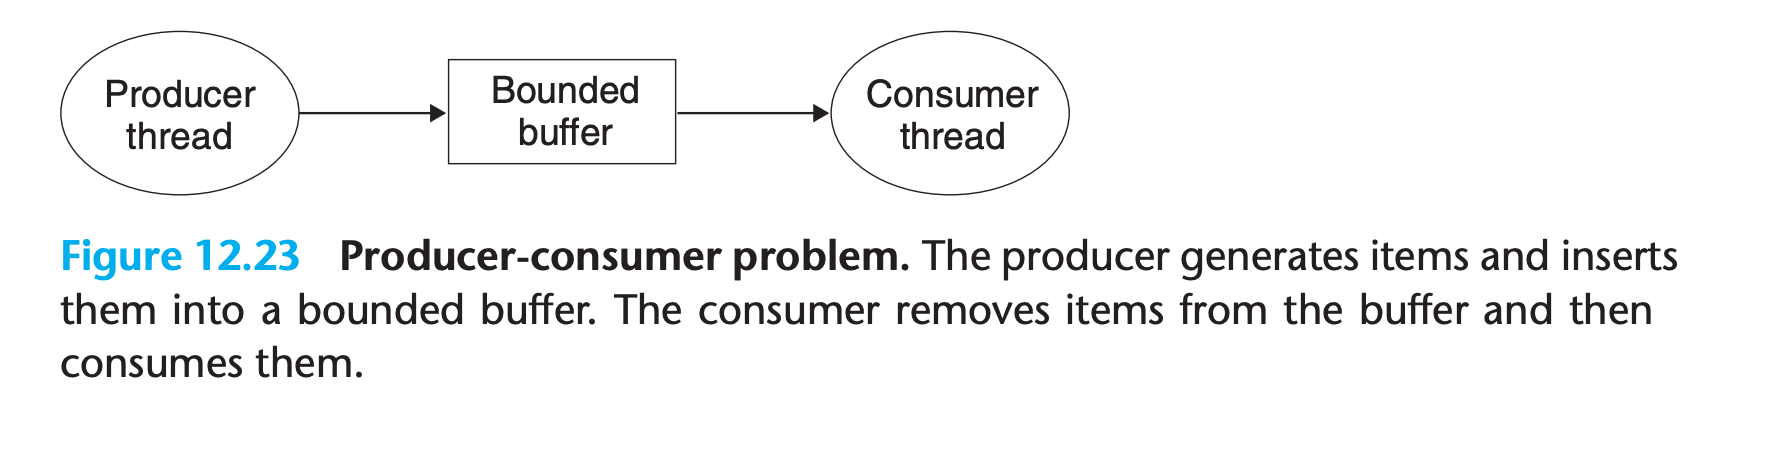 Producer
thread
Bounded
buffer
Consumer
thread
Figure 12.23 Producer-consumer problem. The producer generates items and inserts
them into a bounded buffer. The consumer removes items from the buffer and then
consumes them.